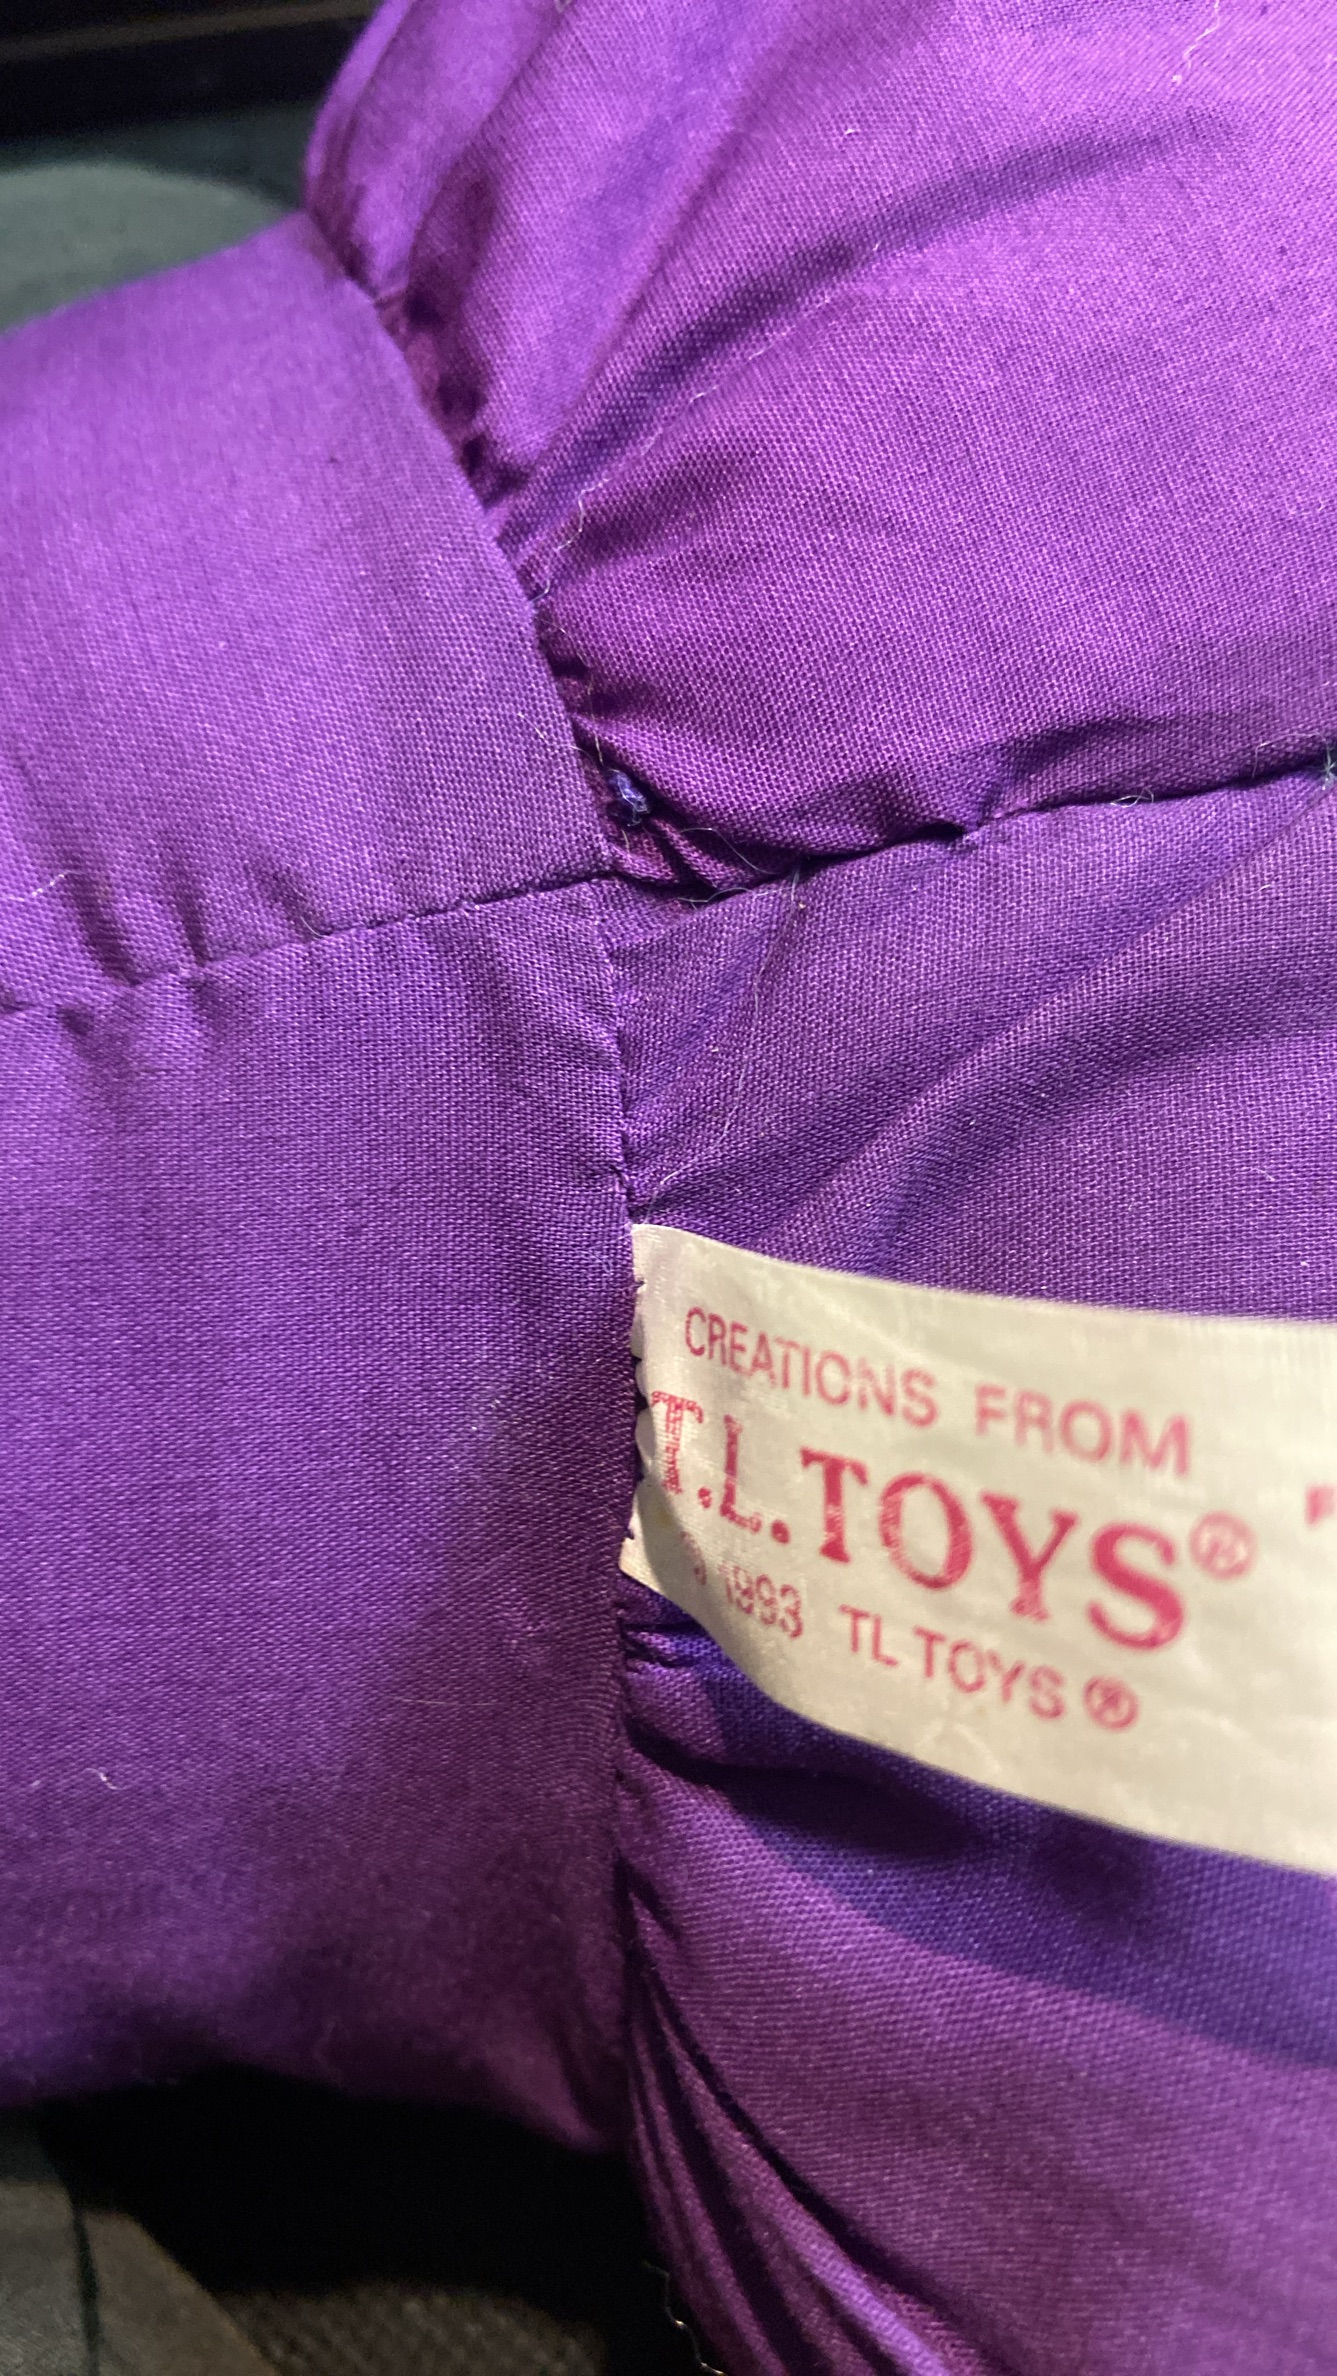 CREATIONS FROM
T.L.TOYS®
© 1993 TL TOYS ®